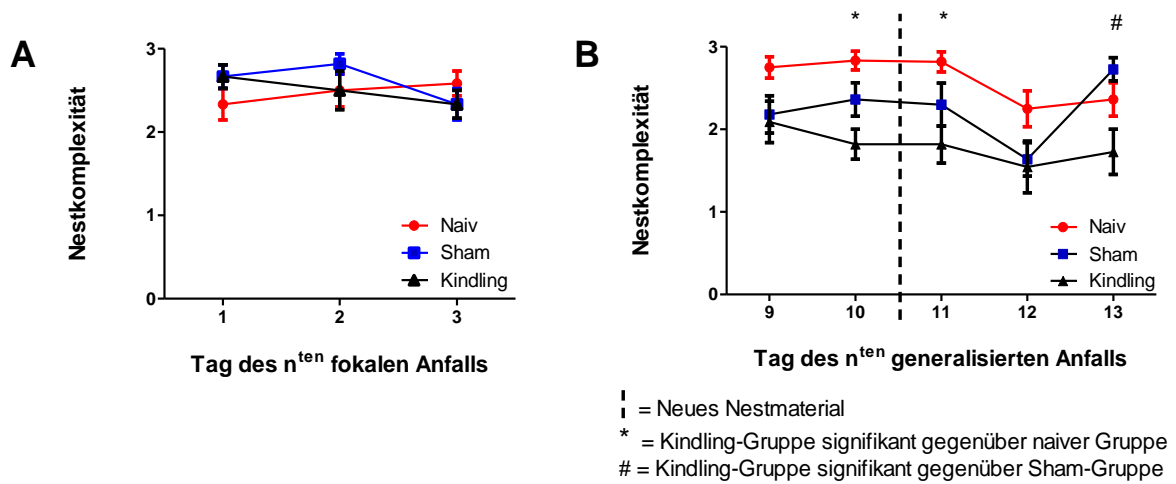 A
Nestkomplexität
3
2
1
0
Naiv
Sham
Kindling
1 2 3
Tag des nten fokalen Anfalls
B
* * #
Nestkomplexität
3
2
1
0
Naiv
Sham
Kindling
9 10 11 12 13
Tag des nten generalisierten Anfalls
= Neues Nestmaterial
* = Kindling-Gruppe signifikant gegenüber naiver Gruppe
# = Kindling-Gruppe signifikant gegenüber Sham-Gruppe